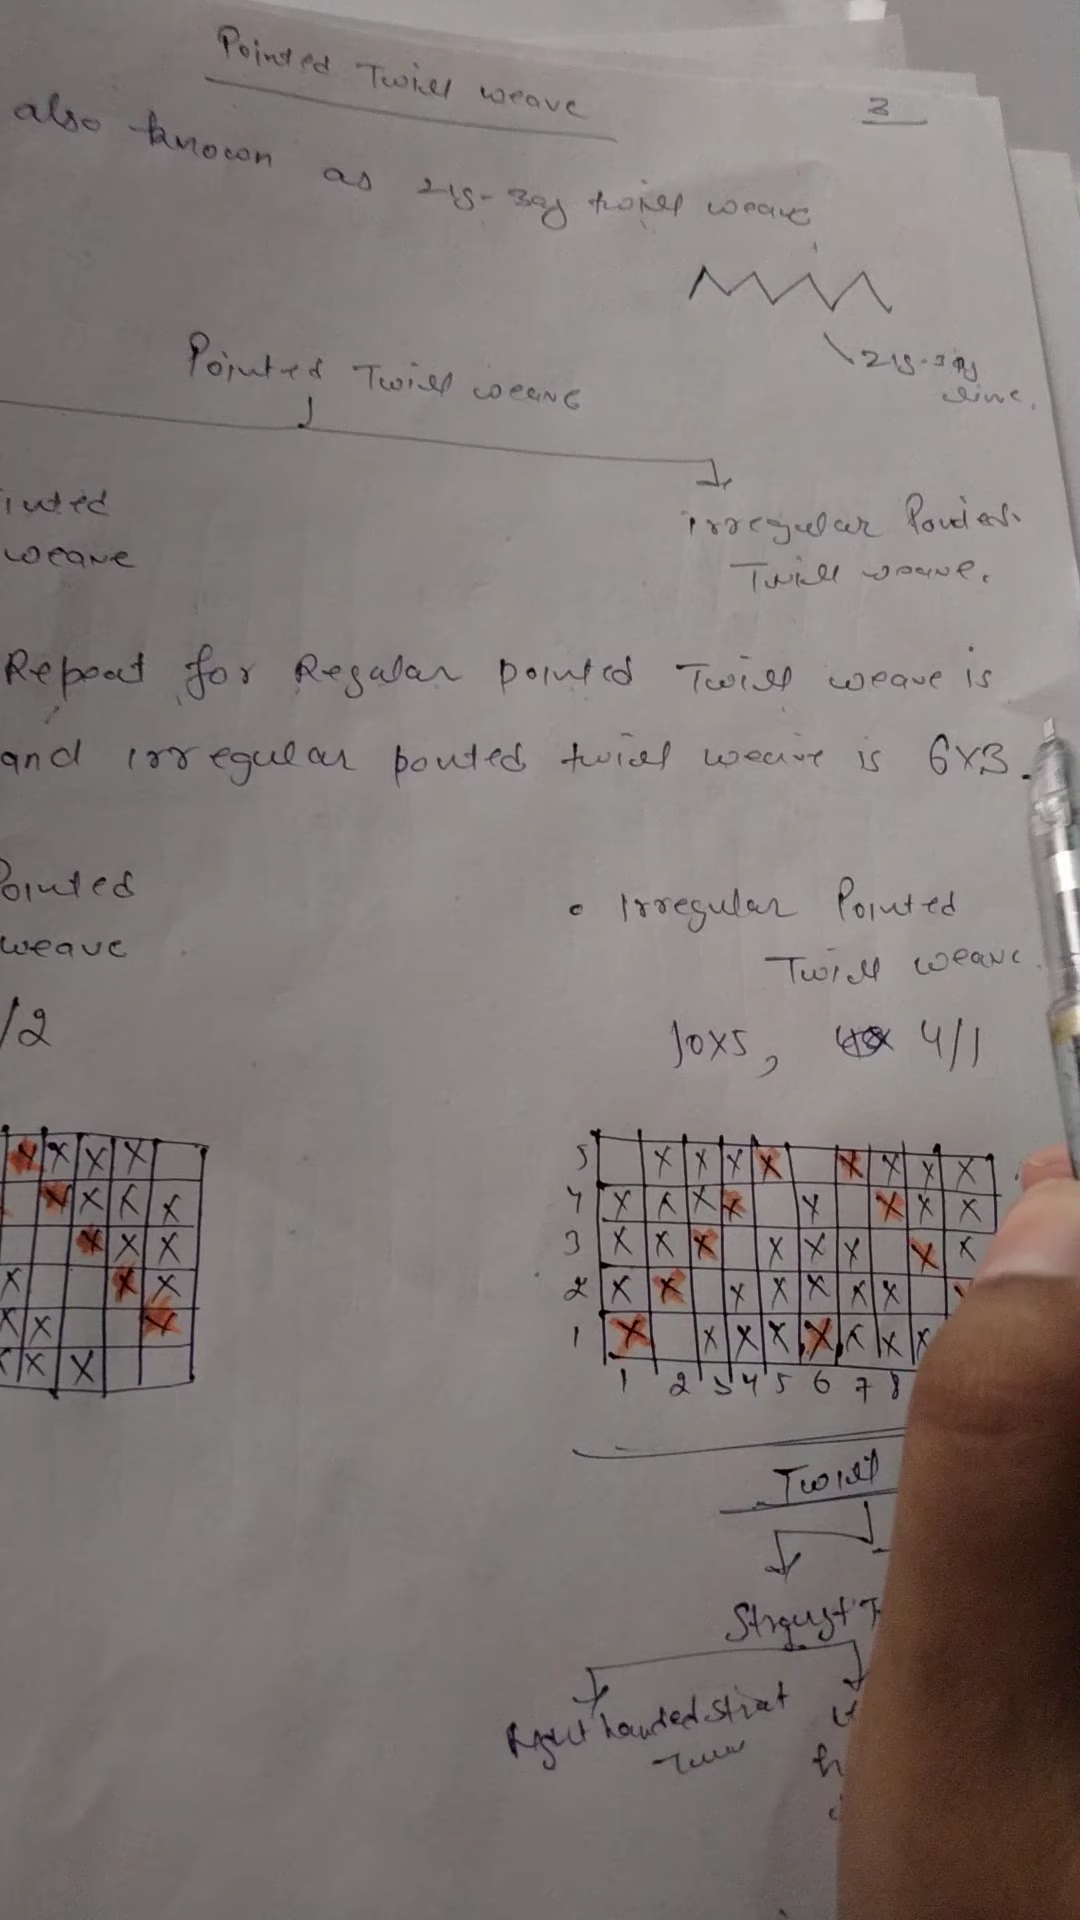 Pointed Twill weave
3
also known as zig-zag twill weave
zig-zag
line.
Pointed Twill weave
inted
weave
irregular Pointed
Twill weave.
Repeat for Regular pointed Twill weave is
and irregular pouted twill weave is 6x3.
Pointed
weave
/2
• Irregular Pointed
Twill weave.
10x5, 4/1
X X X X
X X X X
X X X
X X X
X X X
X X X
5 X X X X X X X X
4 X X X X X X X X
3 X X X X X X X X
2 X X X X X X X X
1 X X X X X X X X
1 2 3 4 5 6 7 8
Twill
Right handed